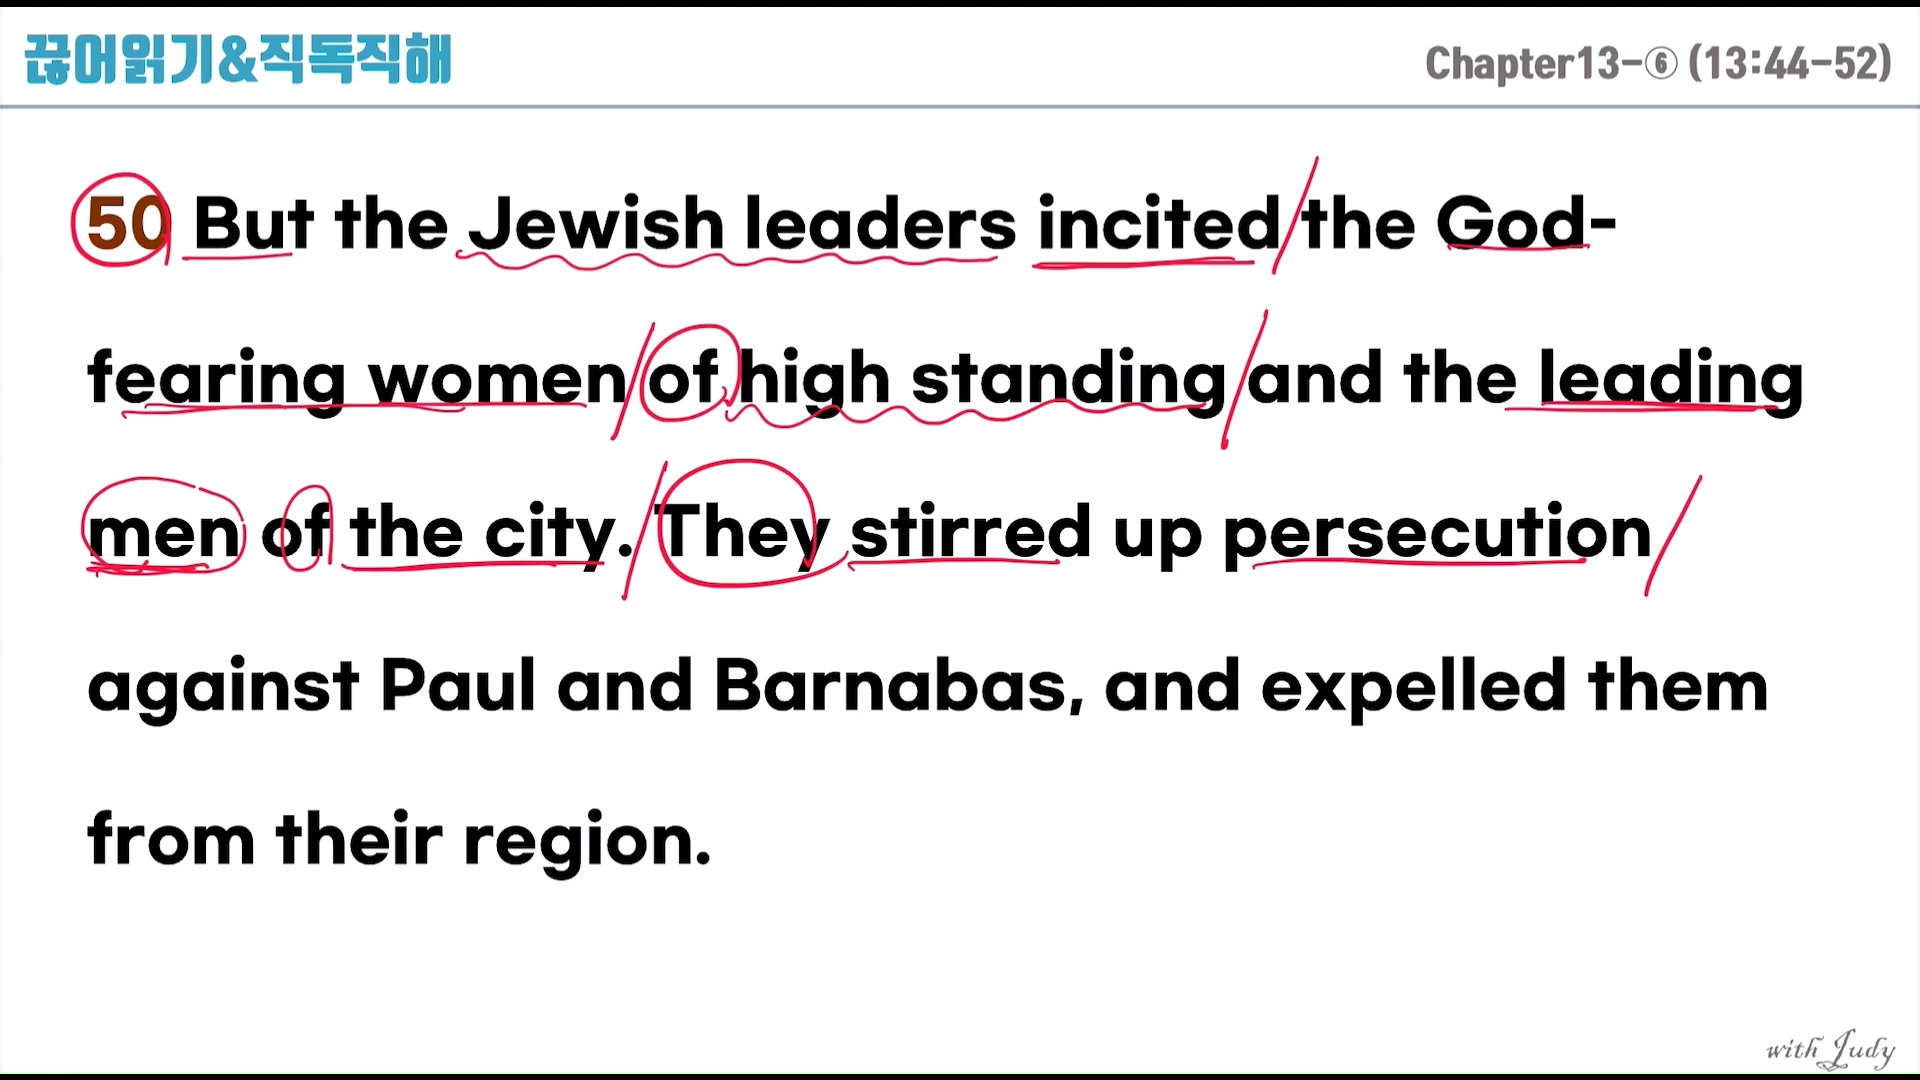 끊어읽기&직독직해
Chapter13-⑥ (13:44-52)
50 But the Jewish leaders incited the God-
fearing women of high standing and the leading
men of the city. They stirred up persecution
against Paul and Barnabas, and expelled them
from their region.
with Judy